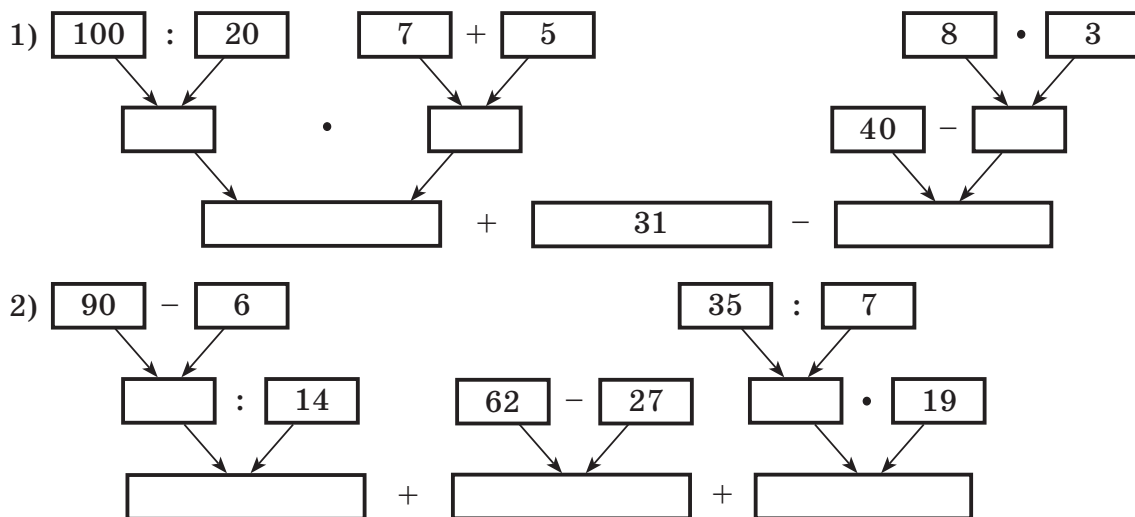 1) 100 : 20 7 + 5 8 • 3
• 40 −
+ 31 −
2) 90 − 6 35 : 7
: 14 62 − 27 • 19
+ +